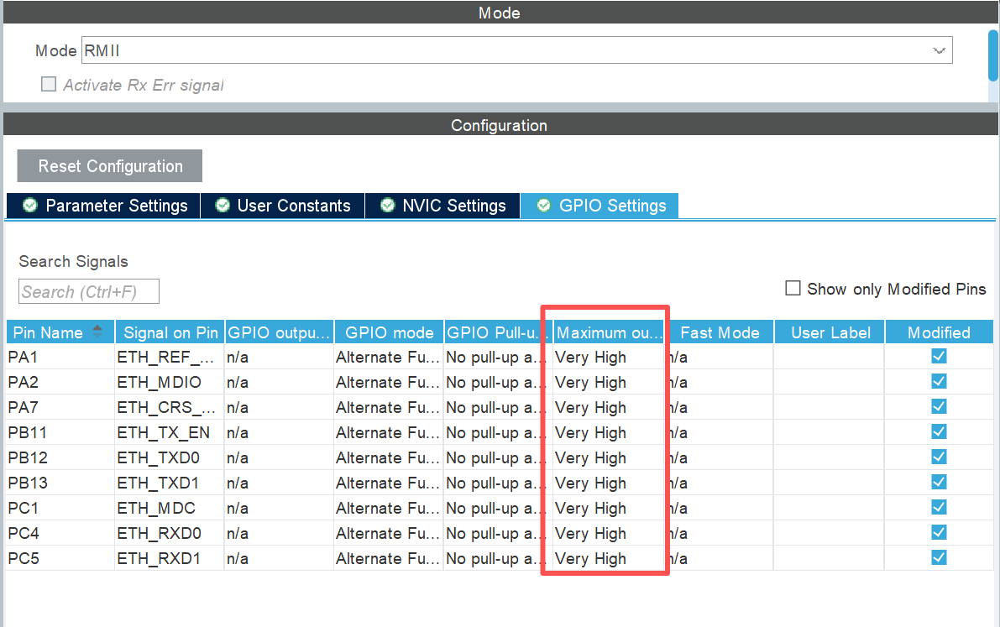 Mode
Mode RMII
Activate Rx Err signal
Configuration
Reset Configuration
Parameter Settings User Constants NVIC Settings GPIO Settings
Search Signals
Search (Ctrl+F)
Show only Modified Pins
Pin Name Signal on Pin GPIO outpu... GPIO mode GPIO Pull-u... Maximum ou... Fast Mode User Label Modified
PA1 ETH_REF_... n/a Alternate Fu... No pull-up a... Very High n/a
PA2 ETH_MDIO n/a Alternate Fu... No pull-up a... Very High n/a
PA7 ETH_CRS_... n/a Alternate Fu... No pull-up a... Very High n/a
PB11 ETH_TX_EN n/a Alternate Fu... No pull-up a... Very High n/a
PB12 ETH_TXD0 n/a Alternate Fu... No pull-up a... Very High n/a
PB13 ETH_TXD1 n/a Alternate Fu... No pull-up a... Very High n/a
PC1 ETH_MDC n/a Alternate Fu... No pull-up a... Very High n/a
PC4 ETH_RXD0 n/a Alternate Fu... No pull-up a... Very High n/a
PC5 ETH_RXD1 n/a Alternate Fu... No pull-up a... Very High n/a